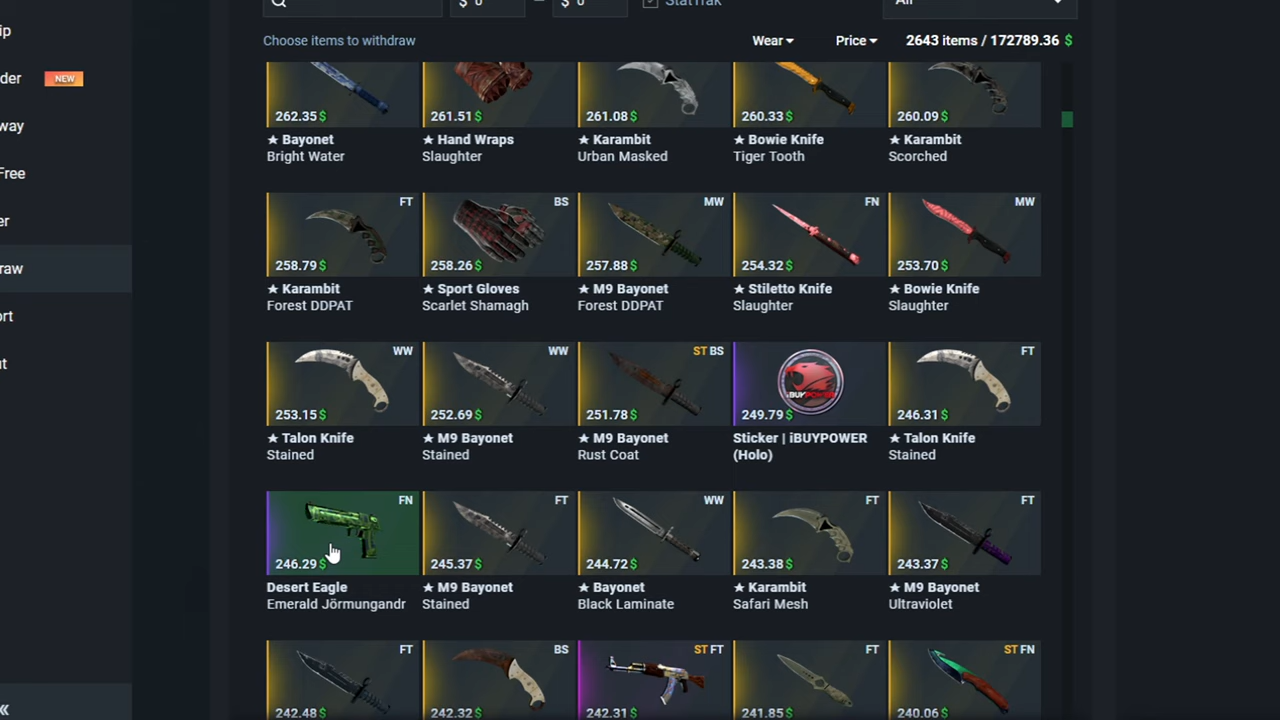 $ 0
$ 0
StatTrak
All
Choose items to withdraw
Wear
Price
2643 items / 172789.36 $
ip
der
NEW
way
Free
er
raw
ort
ut
«
262.35$
261.51$
261.08$
260.33$
260.09$
★ Bayonet
Bright Water
★ Hand Wraps
Slaughter
★ Karambit
Urban Masked
★ Bowie Knife
Tiger Tooth
★ Karambit
Scorched
FT
258.79$
★ Karambit
Forest DDPAT
BS
258.26$
★ Sport Gloves
Scarlet Shamagh
MW
257.88$
★ M9 Bayonet
Forest DDPAT
FN
254.32$
★ Stiletto Knife
Slaughter
MW
253.70$
★ Bowie Knife
Slaughter
WW
253.15$
★ Talon Knife
Stained
WW
252.69$
★ M9 Bayonet
Stained
ST BS
251.78$
★ M9 Bayonet
Rust Coat
iBUYPOWER
249.79$
Sticker | iBUYPOWER
(Holo)
FT
246.31$
★ Talon Knife
Stained
FN
246.29$
Desert Eagle
Emerald Jörmungandr
FT
245.37$
★ M9 Bayonet
Stained
WW
244.72$
★ Bayonet
Black Laminate
FT
243.38$
★ Karambit
Safari Mesh
FT
243.37$
★ M9 Bayonet
Ultraviolet
FT
242.48$
BS
242.32$
ST FT
242.31$
FT
241.85$
ST FN
240.06$